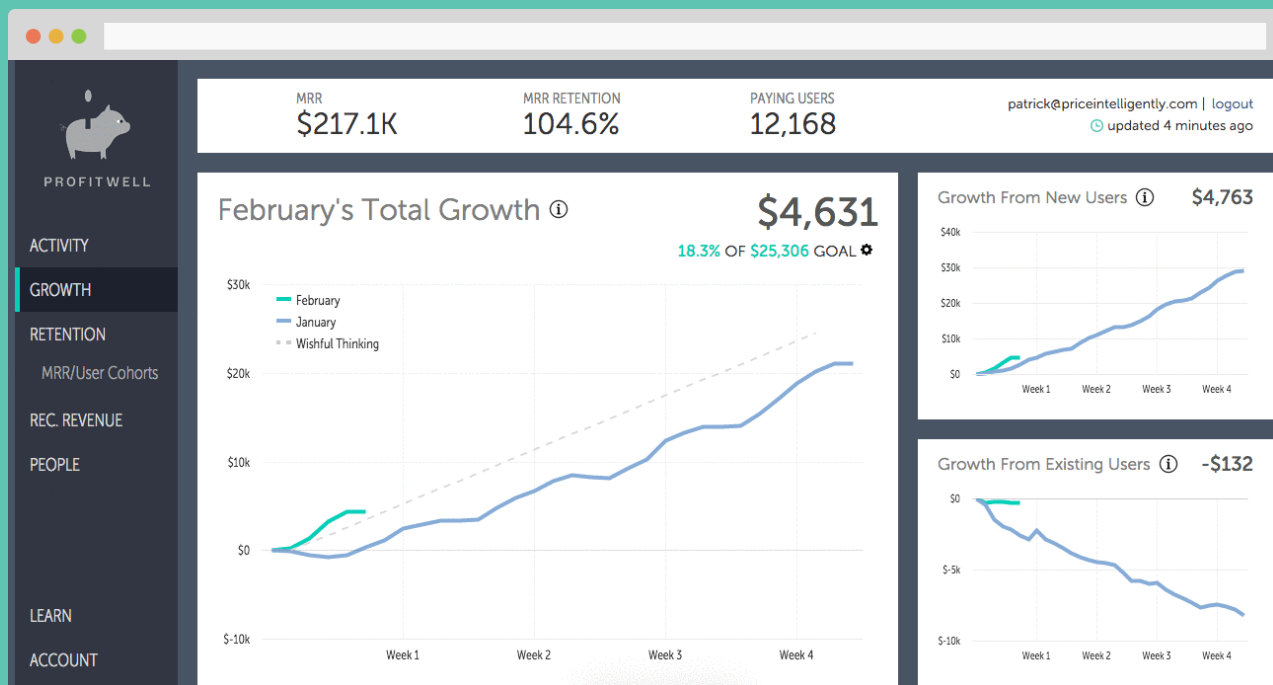 PROFITWELL
ACTIVITY
GROWTH
RETENTION
MRR/User Cohorts
REC. REVENUE
PEOPLE
LEARN
ACCOUNT
MRR
$217.1K
MRR RETENTION
104.6%
PAYING USERS
12,168
patrick@priceintelligently.com | logout
updated 4 minutes ago
February's Total Growth
$4,631
18.3% OF $25,306 GOAL
$30k
$20k
$10k
$0
$-10k
February
January
Wishful Thinking
Week 1 Week 2 Week 3 Week 4
Growth From New Users $4,763
$40k
$30k
$20k
$10k
$0
Week 1 Week 2 Week 3 Week 4
Growth From Existing Users -$132
$0
$-5k
$-10k
Week 1 Week 2 Week 3 Week 4